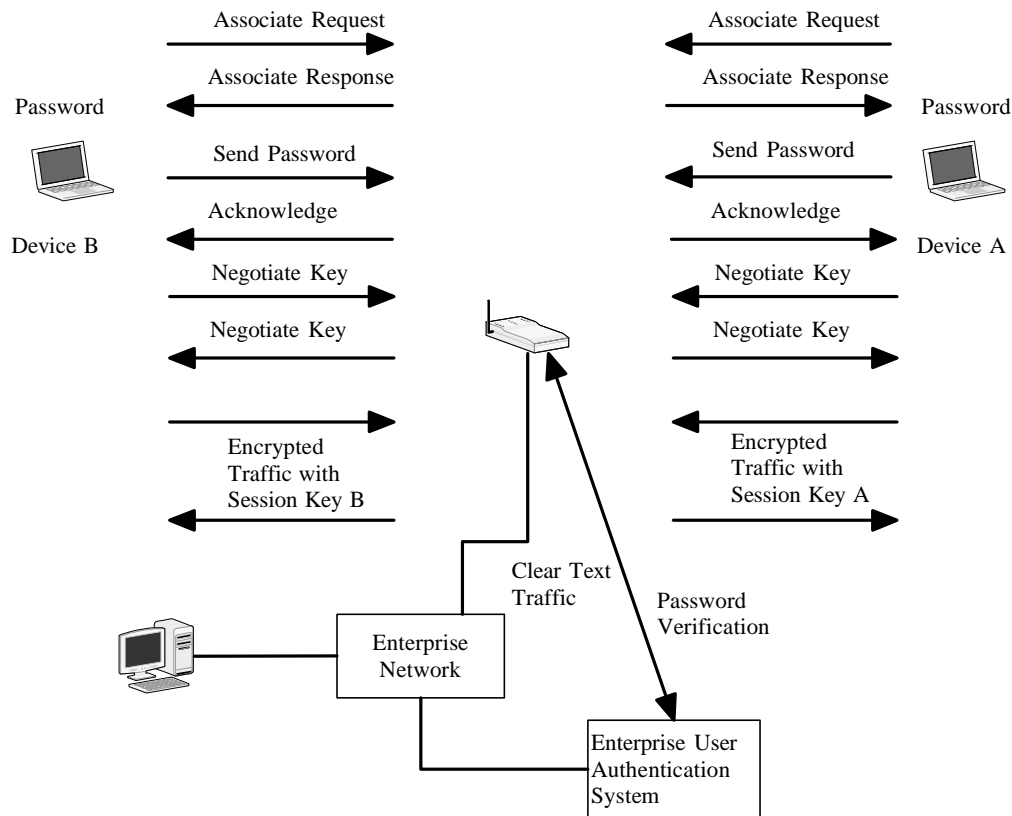 Associate Request
Associate Request
Associate Response
Associate Response
Password
Password
Send Password
Send Password
Acknowledge
Acknowledge
Device B
Device A
Negotiate Key
Negotiate Key
Negotiate Key
Negotiate Key
Encrypted
Traffic with
Session Key B
Encrypted
Traffic with
Session Key A
Clear Text
Traffic
Password
Verification
Enterprise
Network
Enterprise User
Authentication
System